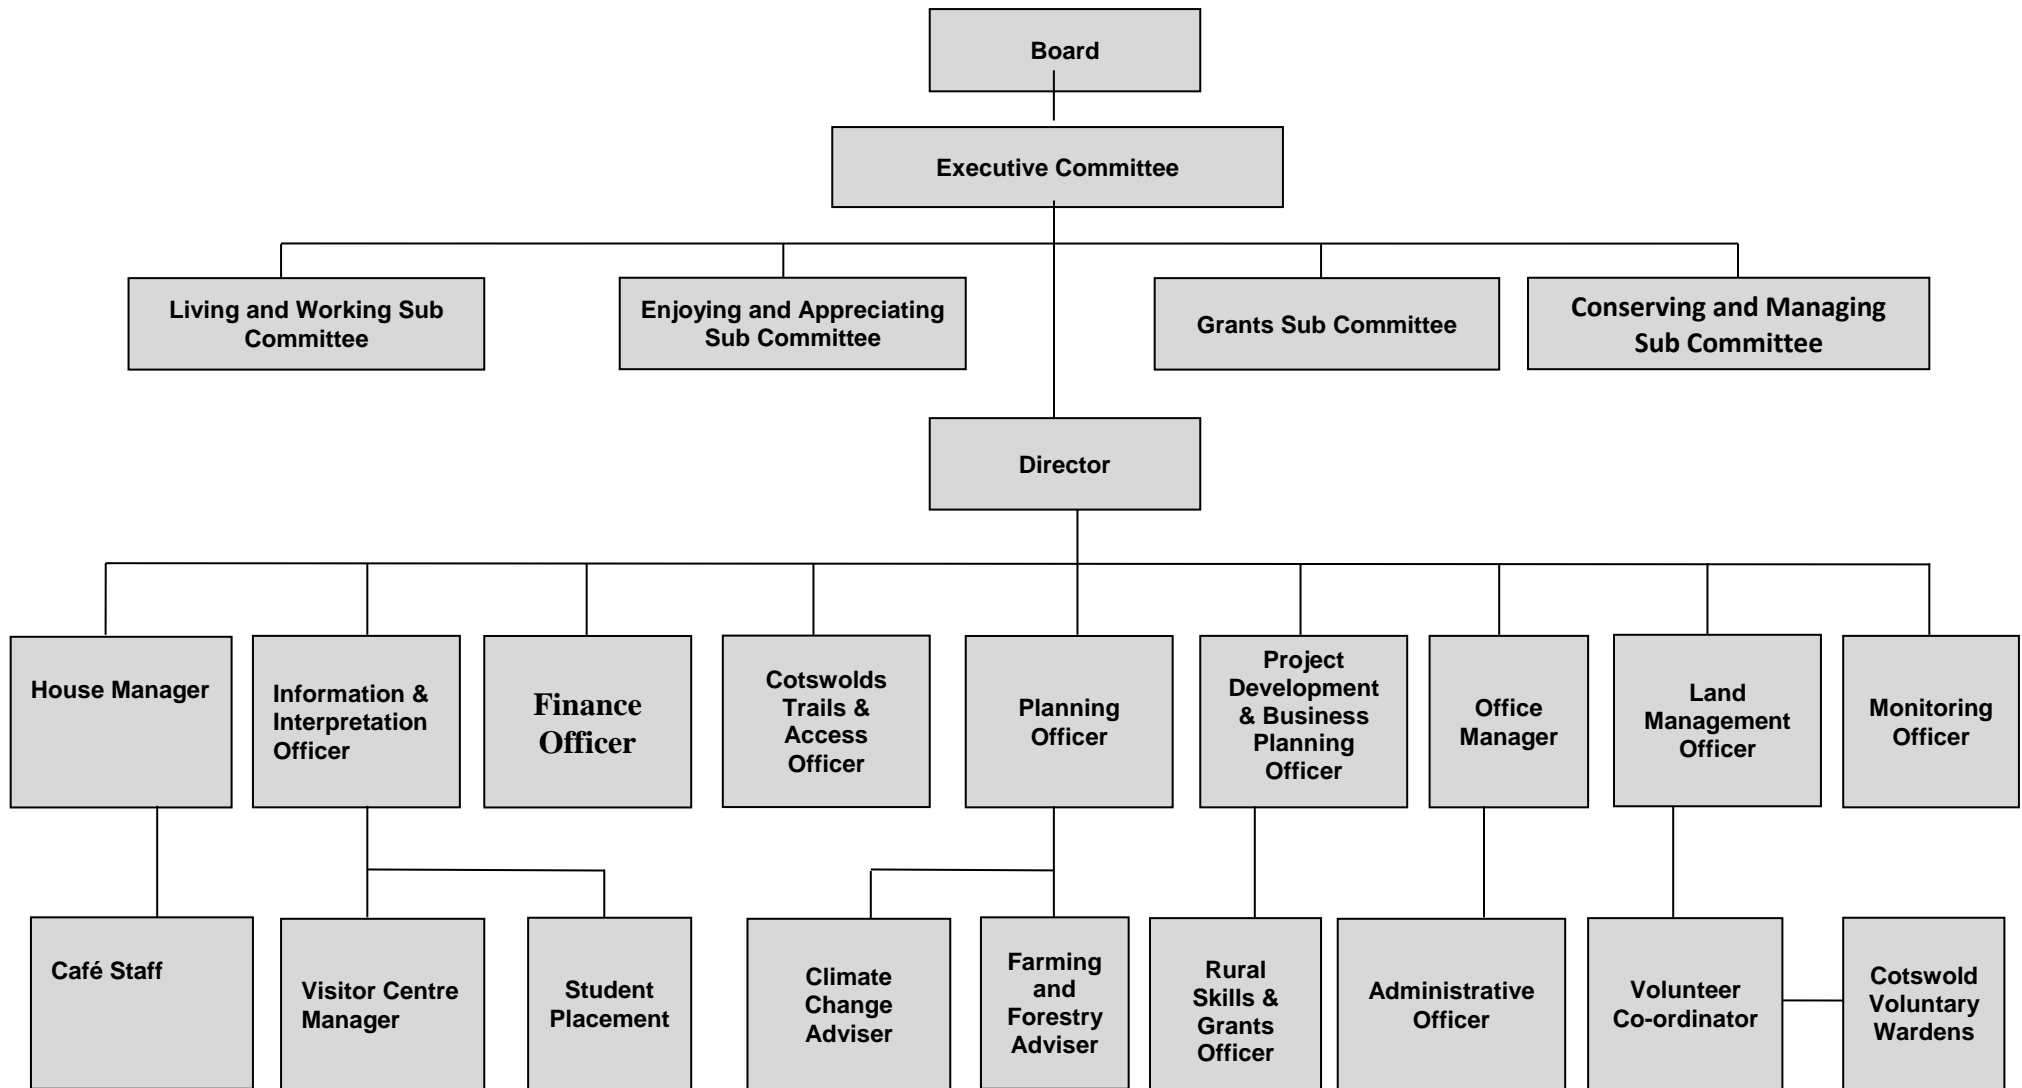 Board
Executive Committee
Living and Working Sub
Committee
Enjoying and Appreciating
Sub Committee
Grants Sub Committee
Conserving and Managing
Sub Committee
Director
House Manager
Information &
Interpretation
Officer
Finance
Officer
Cotswolds
Trails &
Access
Officer
Planning
Officer
Project
Development
& Business
Planning
Officer
Office
Manager
Land
Management
Officer
Monitoring
Officer
Café Staff
Visitor Centre
Manager
Student
Placement
Climate
Change
Adviser
Farming
and
Forestry
Adviser
Rural
Skills &
Grants
Officer
Administrative
Officer
Volunteer
Co-ordinator
Cotswold
Voluntary
Wardens